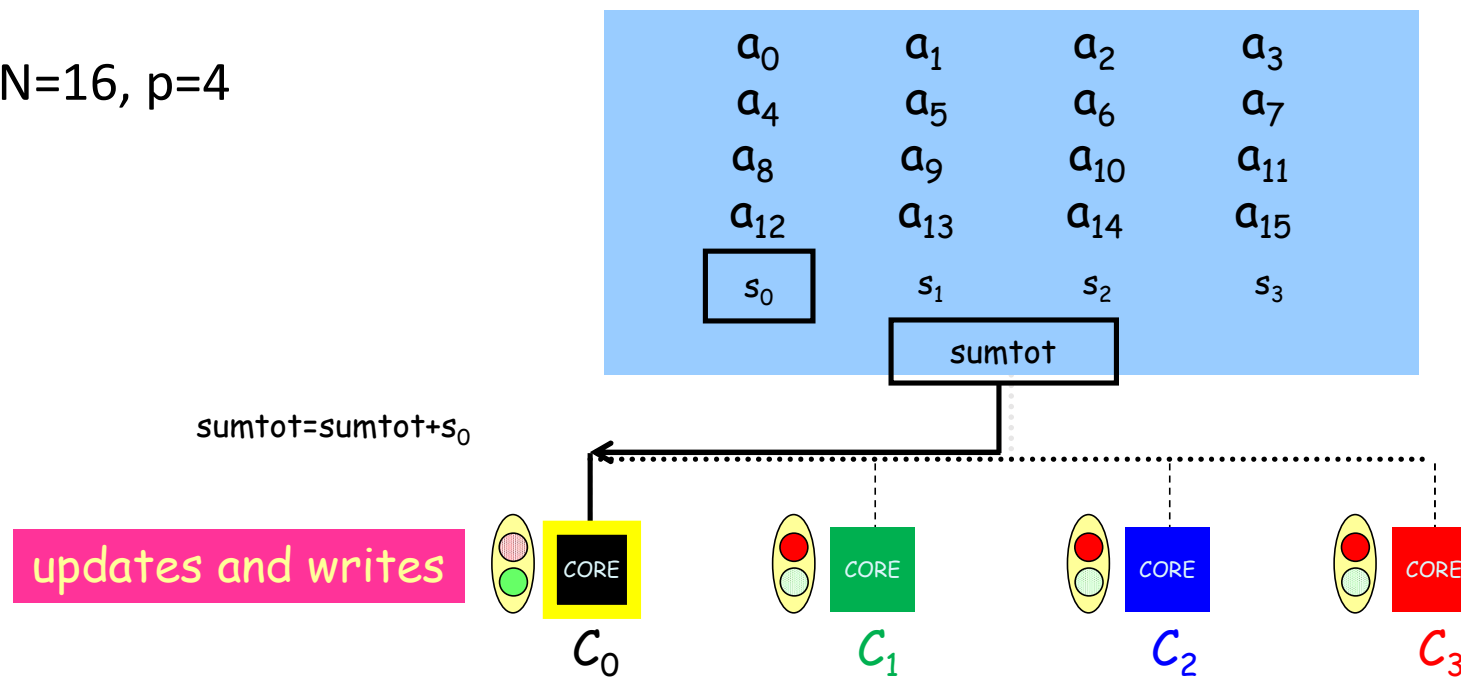 N=16, p=4
a₀ a₁ a₂ a₃
a₄ a₅ a₆ a₇
a₈ a₉ a₁₀ a₁₁
a₁₂ a₁₃ a₁₄ a₁₅
s₀ s₁ s₂ s₃
sumtot
sumtot=sumtot+s₀
updates and writes
CORE CORE CORE CORE
C₀ C₁ C₂ C₃